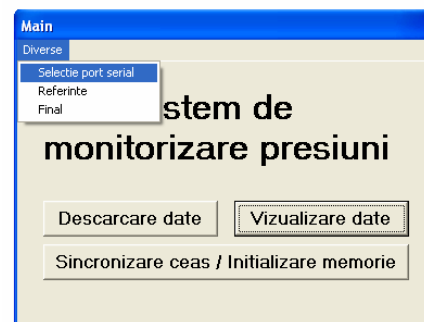 Main
Diverse
Selectie port serial
Referinte
Final
stem de
monitorizare presiuni
Descarcare date
Vizualizare date
Sincronizare ceas / Initializare memorie